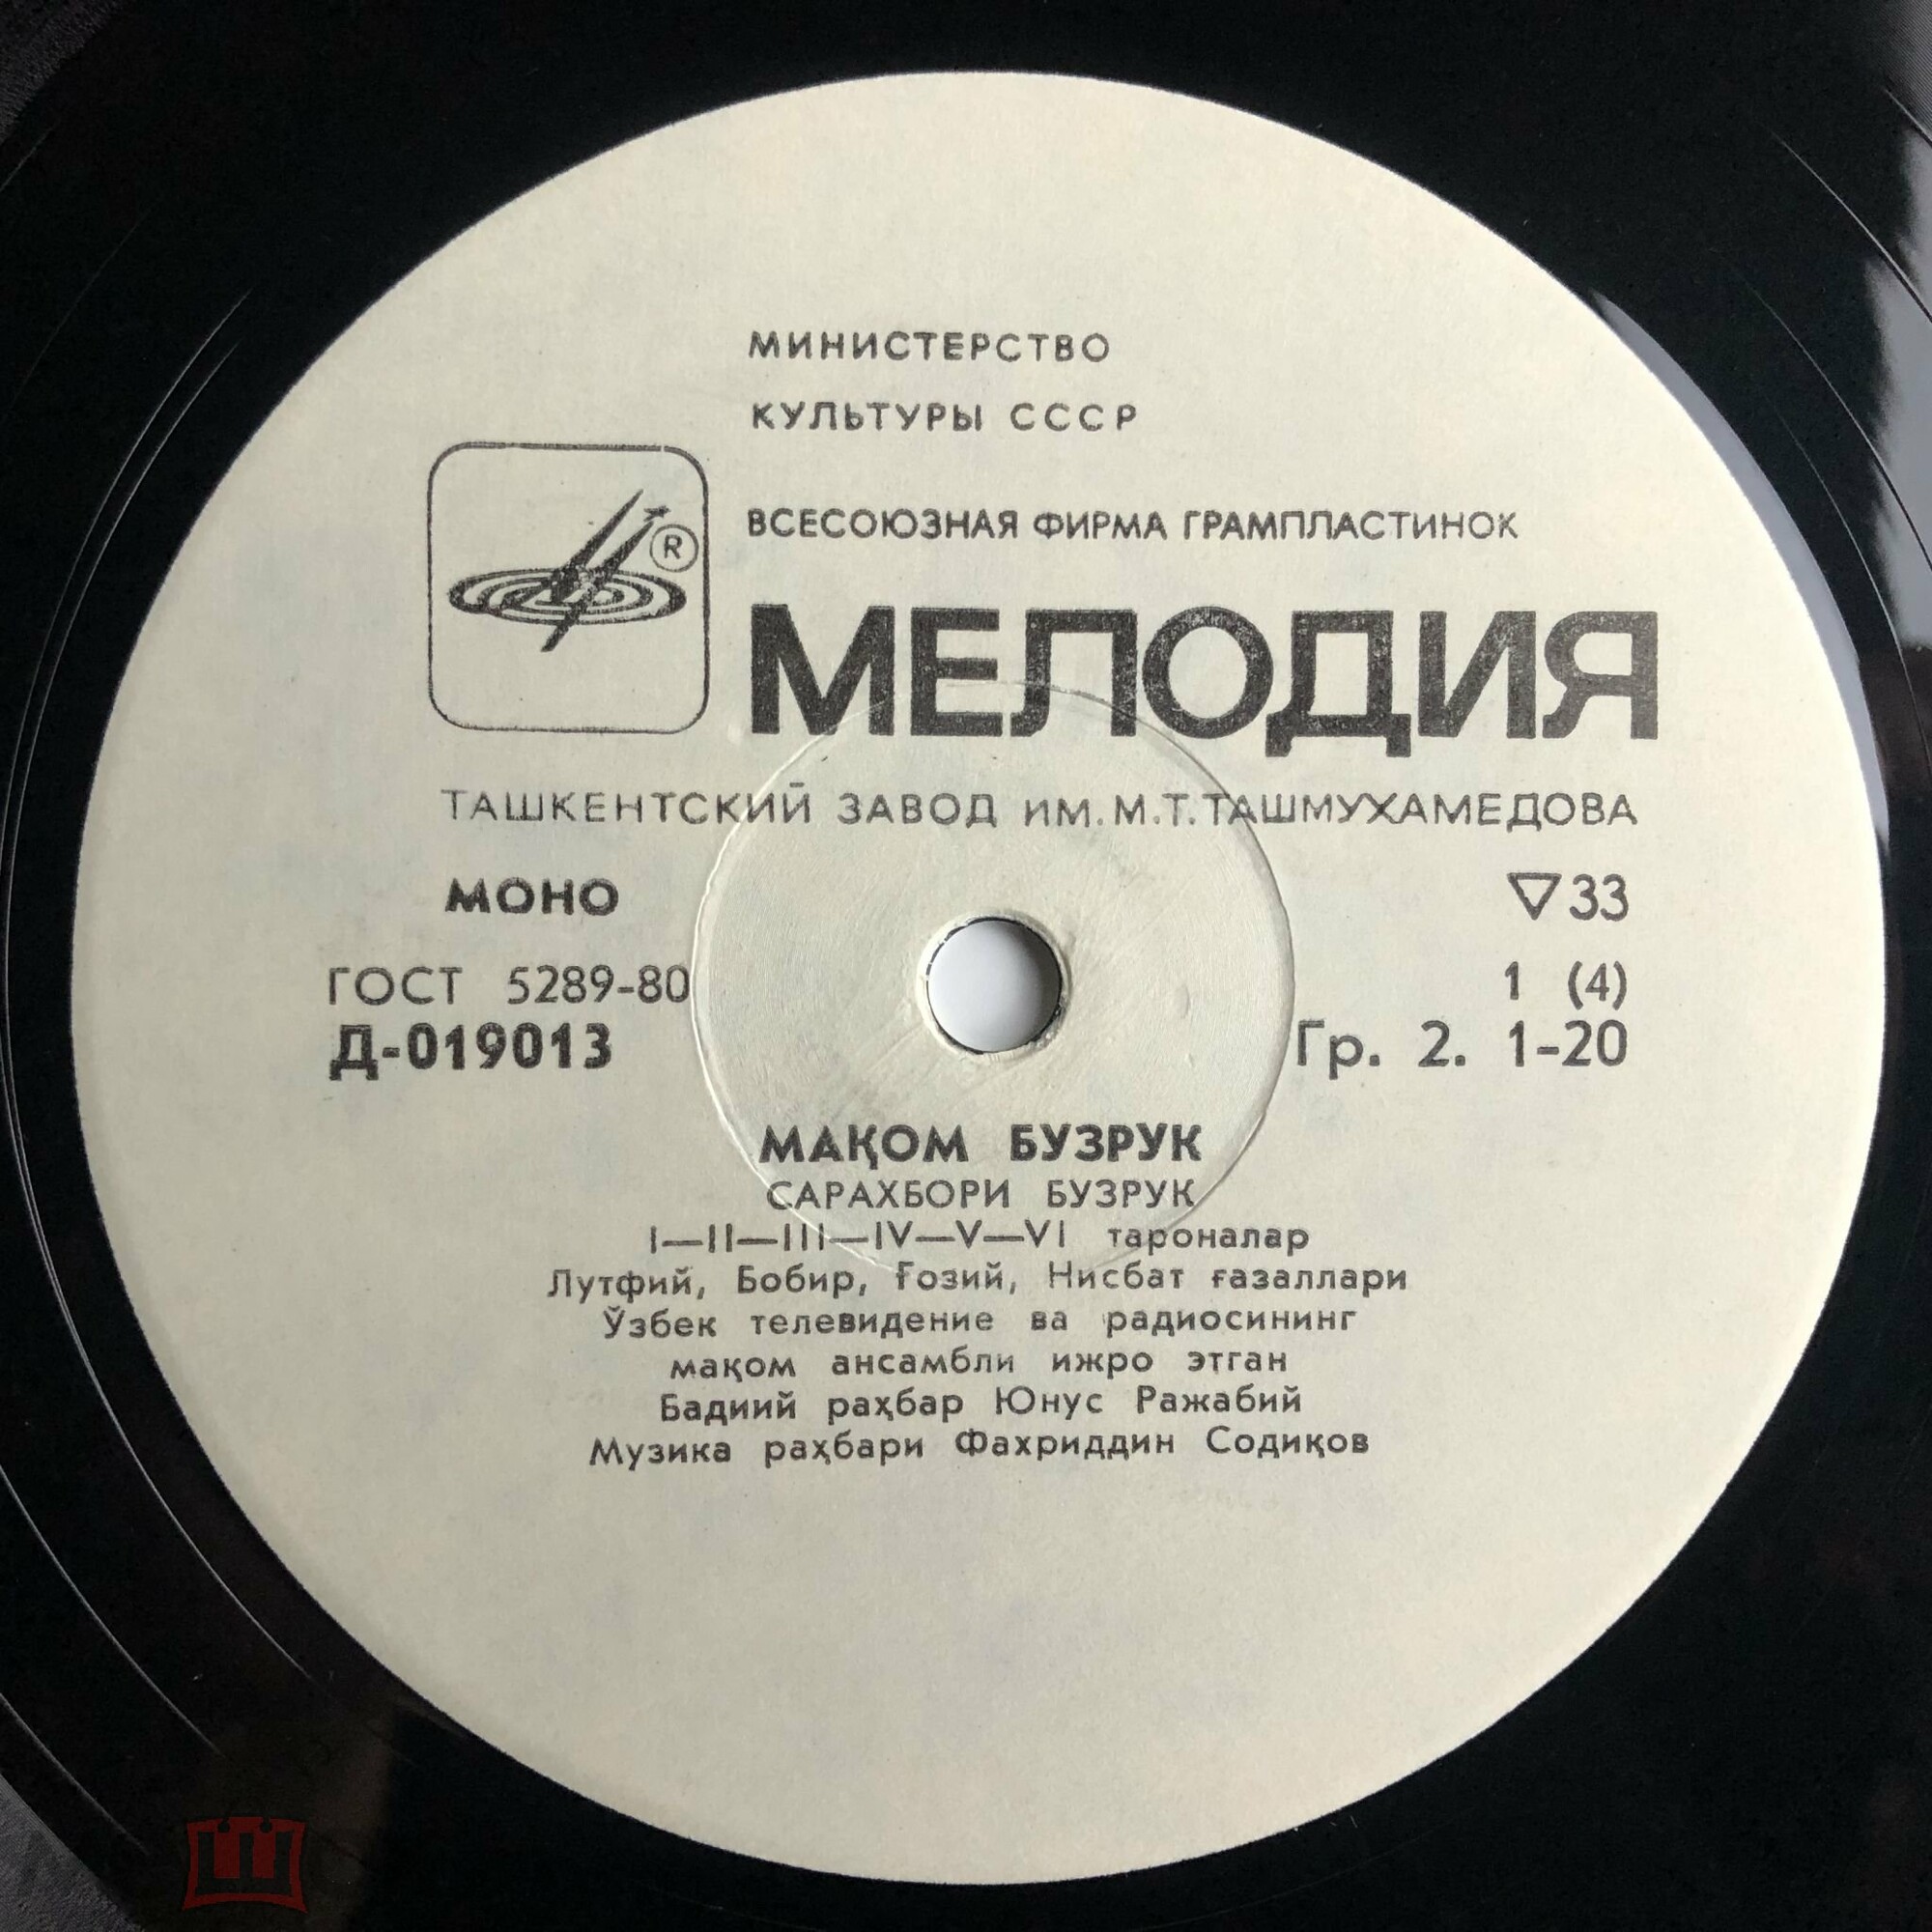 МИНИСТЕРСТВО
КУЛЬТУРЫ СССР
ВСЕСОЮЗНАЯ ФИРМА ГРАМПЛАСТИНОК
®
МЕЛОДИЯ
ТАШКЕНТСКИЙ ЗАВОД ИМ. М.Т. ТАШМУХАМЕДОВА
МОНО ▽33
ГОСТ 5289-80 1 (4)
Д-019013 Гр. 2. 1-20
МАҚОМ БУЗРУК
САРАХБОРИ БУЗРУК
I—II—III—IV—V—VI тароналар
Лутфий, Бобир, Ғозий, Нисбат ғазаллари
Ўзбек телевидение ва радиосининг
мақом ансамбли ижро этган
Бадиий раҳбар Юнус Ражабий
Музика раҳбари Фахриддин Содиқов